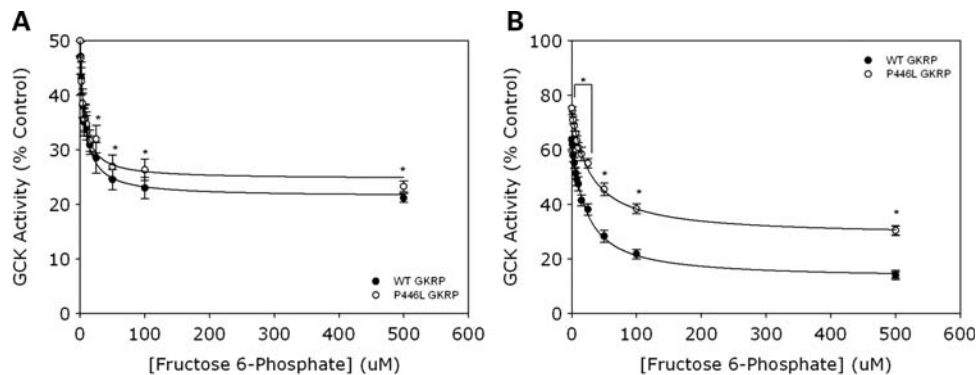 A
50
40
30
20
10
0
GCK Activity (% Control)
*
*
*
*
WT GKRP
P446L GKRP
0 100 200 300 400 500 600
[Fructose 6-Phosphate] (uM)
B
100
80
60
40
20
0
GCK Activity (% Control)
WT GKRP
P446L GKRP
*
*
*
*
0 100 200 300 400 500 600
[Fructose 6-Phosphate] (uM)